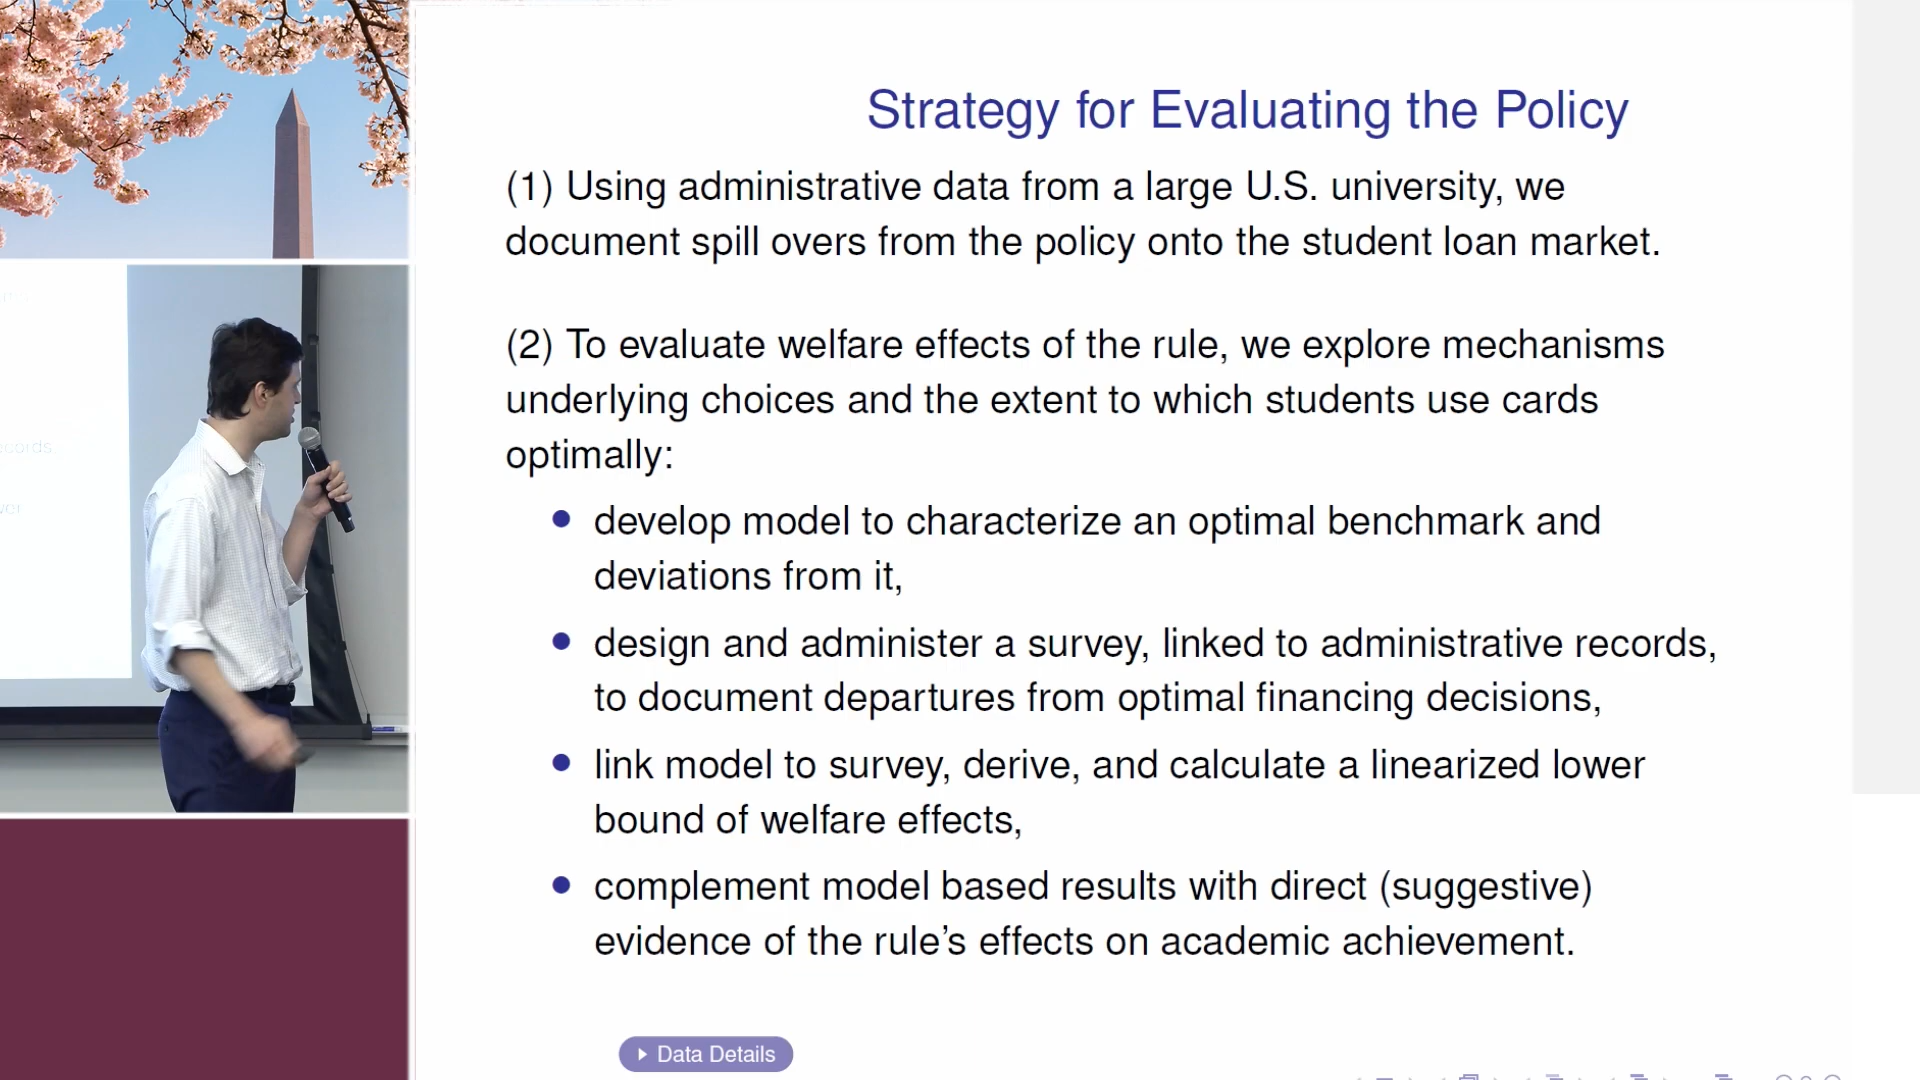 Strategy for Evaluating the Policy
(1) Using administrative data from a large U.S. university, we
document spill overs from the policy onto the student loan market.
(2) To evaluate welfare effects of the rule, we explore mechanisms
underlying choices and the extent to which students use cards
optimally:
develop model to characterize an optimal benchmark and
deviations from it,
design and administer a survey, linked to administrative records,
to document departures from optimal financing decisions,
link model to survey, derive, and calculate a linearized lower
bound of welfare effects,
complement model based results with direct (suggestive)
evidence of the rule's effects on academic achievement.
Data Details